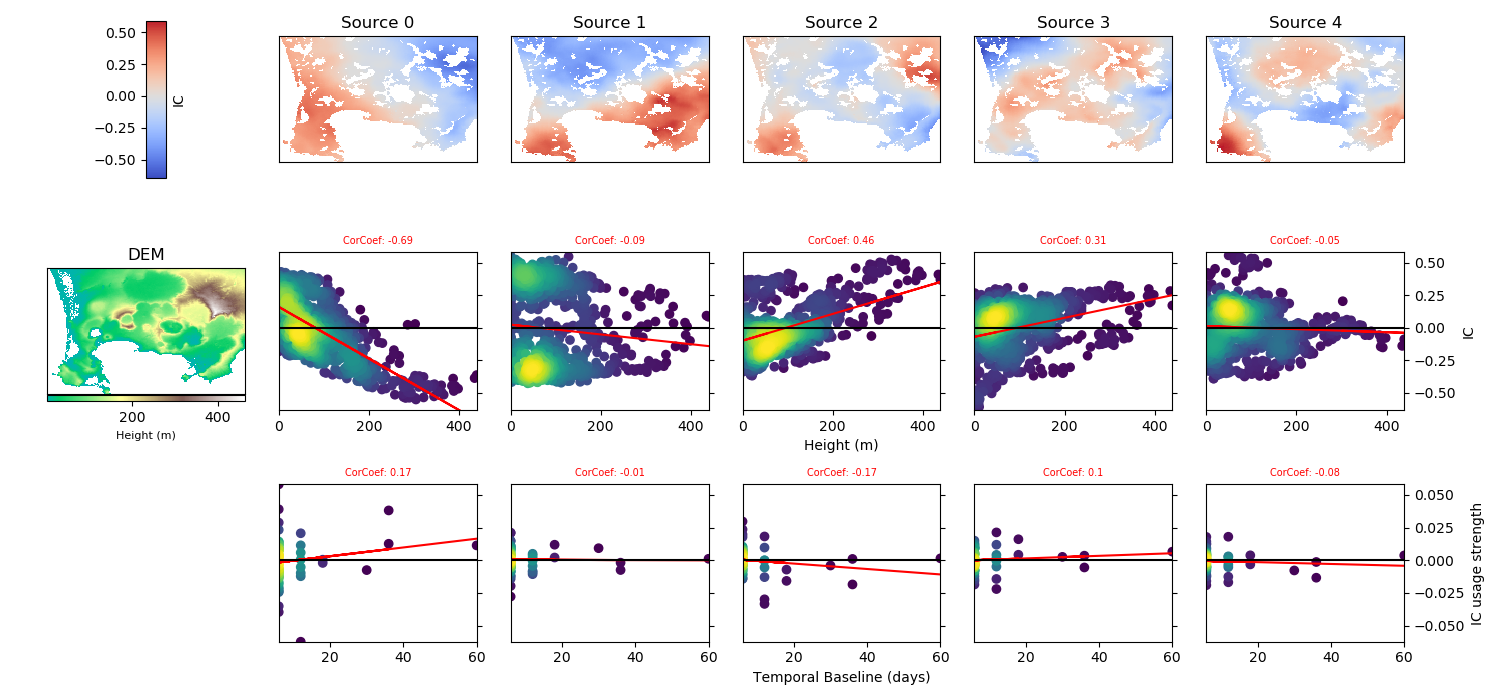 Source 0
Source 1
Source 2
Source 3
Source 4
0.50
0.25
0.00
−0.25
−0.50
IC
DEM
200
400
Height (m)
CorCoef: -0.69
CorCoef: -0.09
CorCoef: 0.46
CorCoef: 0.31
CorCoef: -0.05
0.50
0.25
0.00
−0.25
−0.50
IC
0
200
400
0
200
400
0
200
400
0
200
400
0
200
400
Height (m)
CorCoef: 0.17
CorCoef: -0.01
CorCoef: -0.17
CorCoef: 0.1
CorCoef: -0.08
0.050
0.025
0.000
−0.025
−0.050
IC usage strength
20
40
60
20
40
60
20
40
60
20
40
60
20
40
60
Temporal Baseline (days)